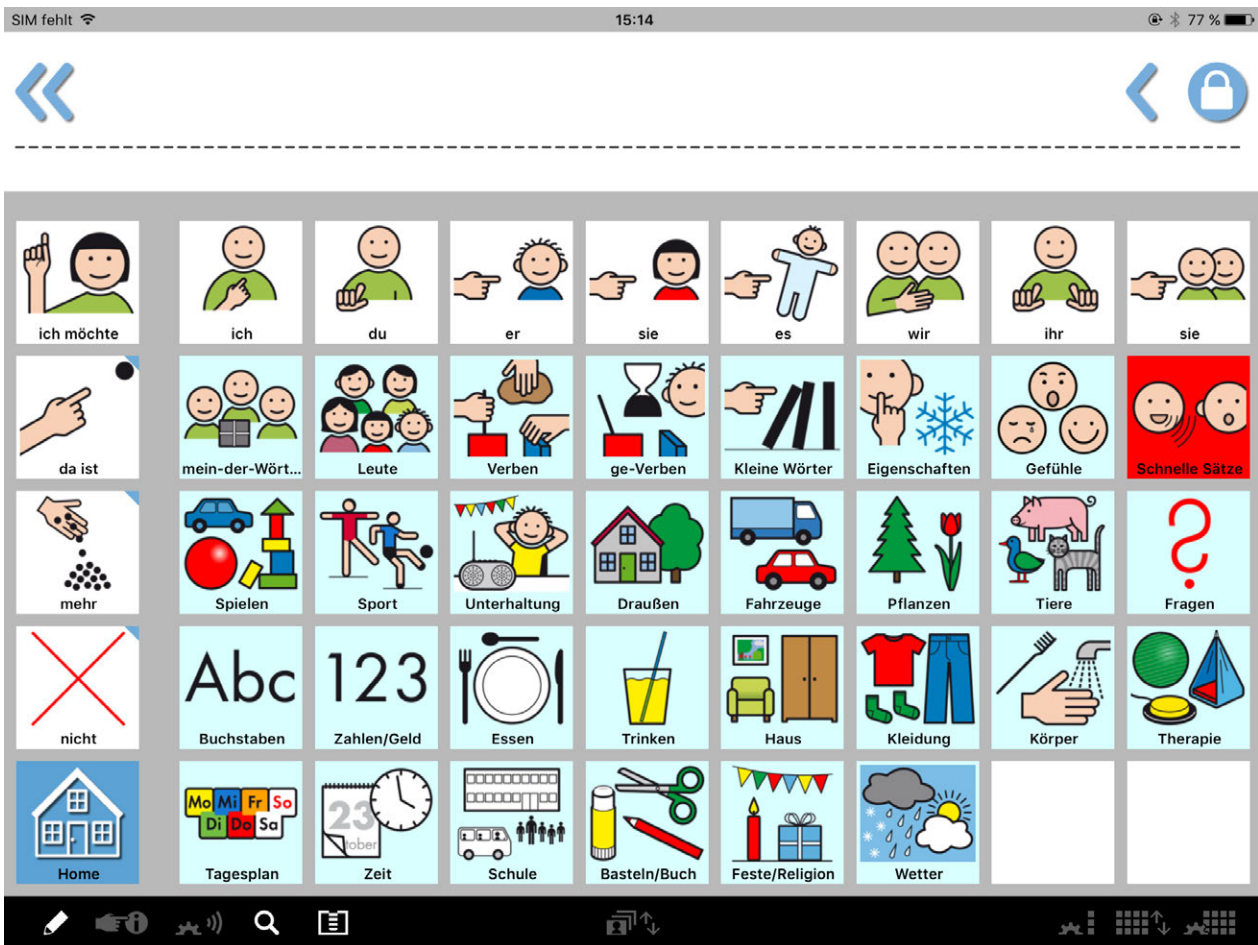 SIM fehlt 15:14 77 %
ich möchte ich du er sie es wir ihr sie
da ist mein-der-Wört... Leute Verben ge-Verben Kleine Wörter Eigenschaften Gefühle Schnelle Sätze
mehr Spielen Sport Unterhaltung Draußen Fahrzeuge Pflanzen Tiere Fragen
Abc 123
nicht Buchstaben Zahlen/Geld Essen Trinken Haus Kleidung Körper Therapie
Mo Mi Fr So
Di Do Sa
23
tober
Home Tagesplan Zeit Schule Basteln/Buch Feste/Religion Wetter